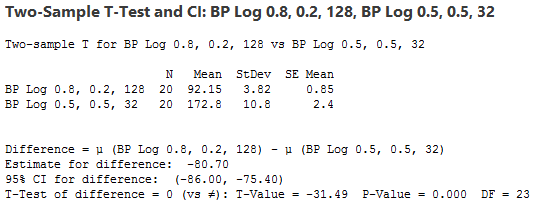 Two-Sample T-Test and CI: BP Log 0.8, 0.2, 128, BP Log 0.5, 0.5, 32
Two-sample T for BP Log 0.8, 0.2, 128 vs BP Log 0.5, 0.5, 32
N Mean StDev SE Mean
BP Log 0.8, 0.2, 128 20 92.15 3.82 0.85
BP Log 0.5, 0.5, 32 20 172.8 10.8 2.4
Difference = μ (BP Log 0.8, 0.2, 128) - μ (BP Log 0.5, 0.5, 32)
Estimate for difference: -80.70
95% CI for difference: (-86.00, -75.40)
T-Test of difference = 0 (vs ≠): T-Value = -31.49 P-Value = 0.000 DF = 23